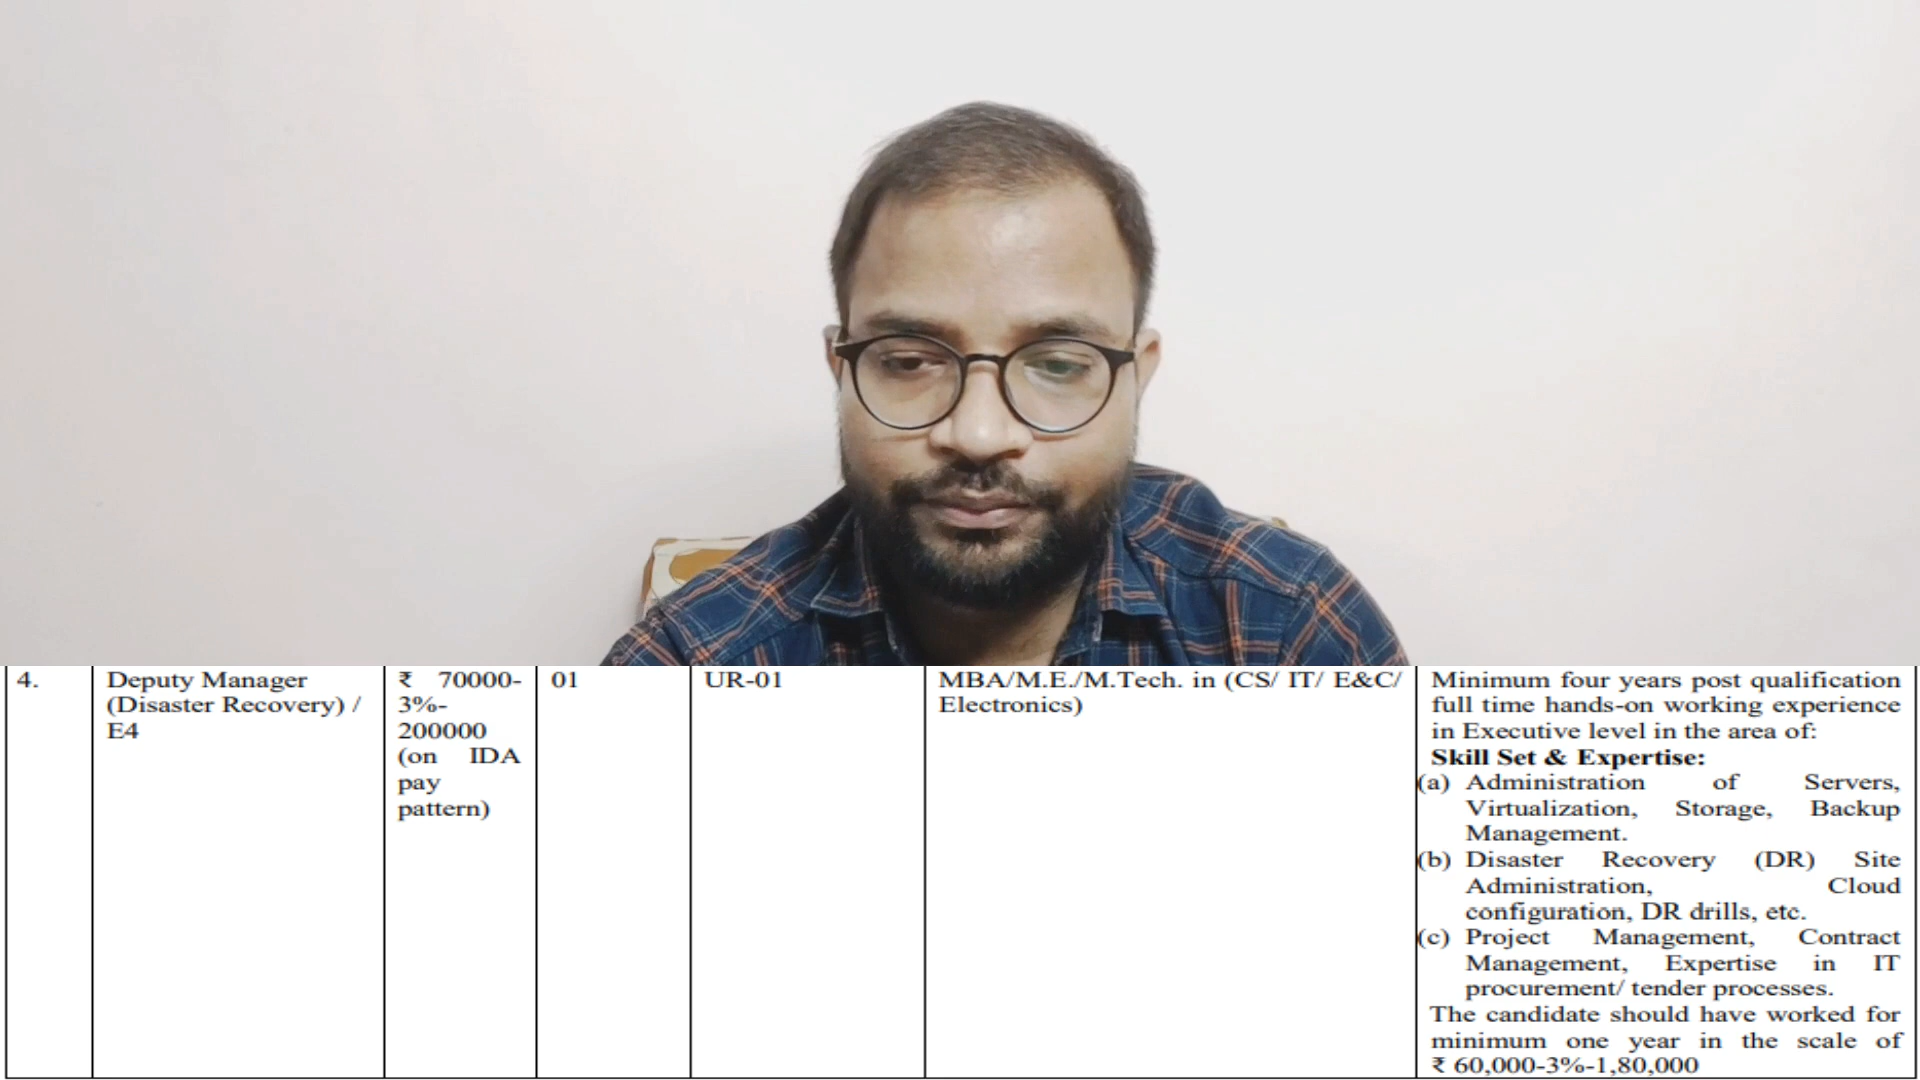 4.
Deputy Manager
(Disaster Recovery) /
E4
₹ 70000-
3%-
200000
(on IDA
pay
pattern)
01
UR-01
MBA/M.E./M.Tech. in (CS/ IT/ E&C/
Electronics)
Minimum four years post qualification
full time hands-on working experience
in Executive level in the area of:
Skill Set & Expertise:
(a) Administration of Servers,
Virtualization, Storage, Backup
Management.
(b) Disaster Recovery (DR) Site
Administration, Cloud
configuration, DR drills, etc.
(c) Project Management, Contract
Management, Expertise in IT
procurement/ tender processes.
The candidate should have worked for
minimum one year in the scale of
₹ 60,000-3%-1,80,000